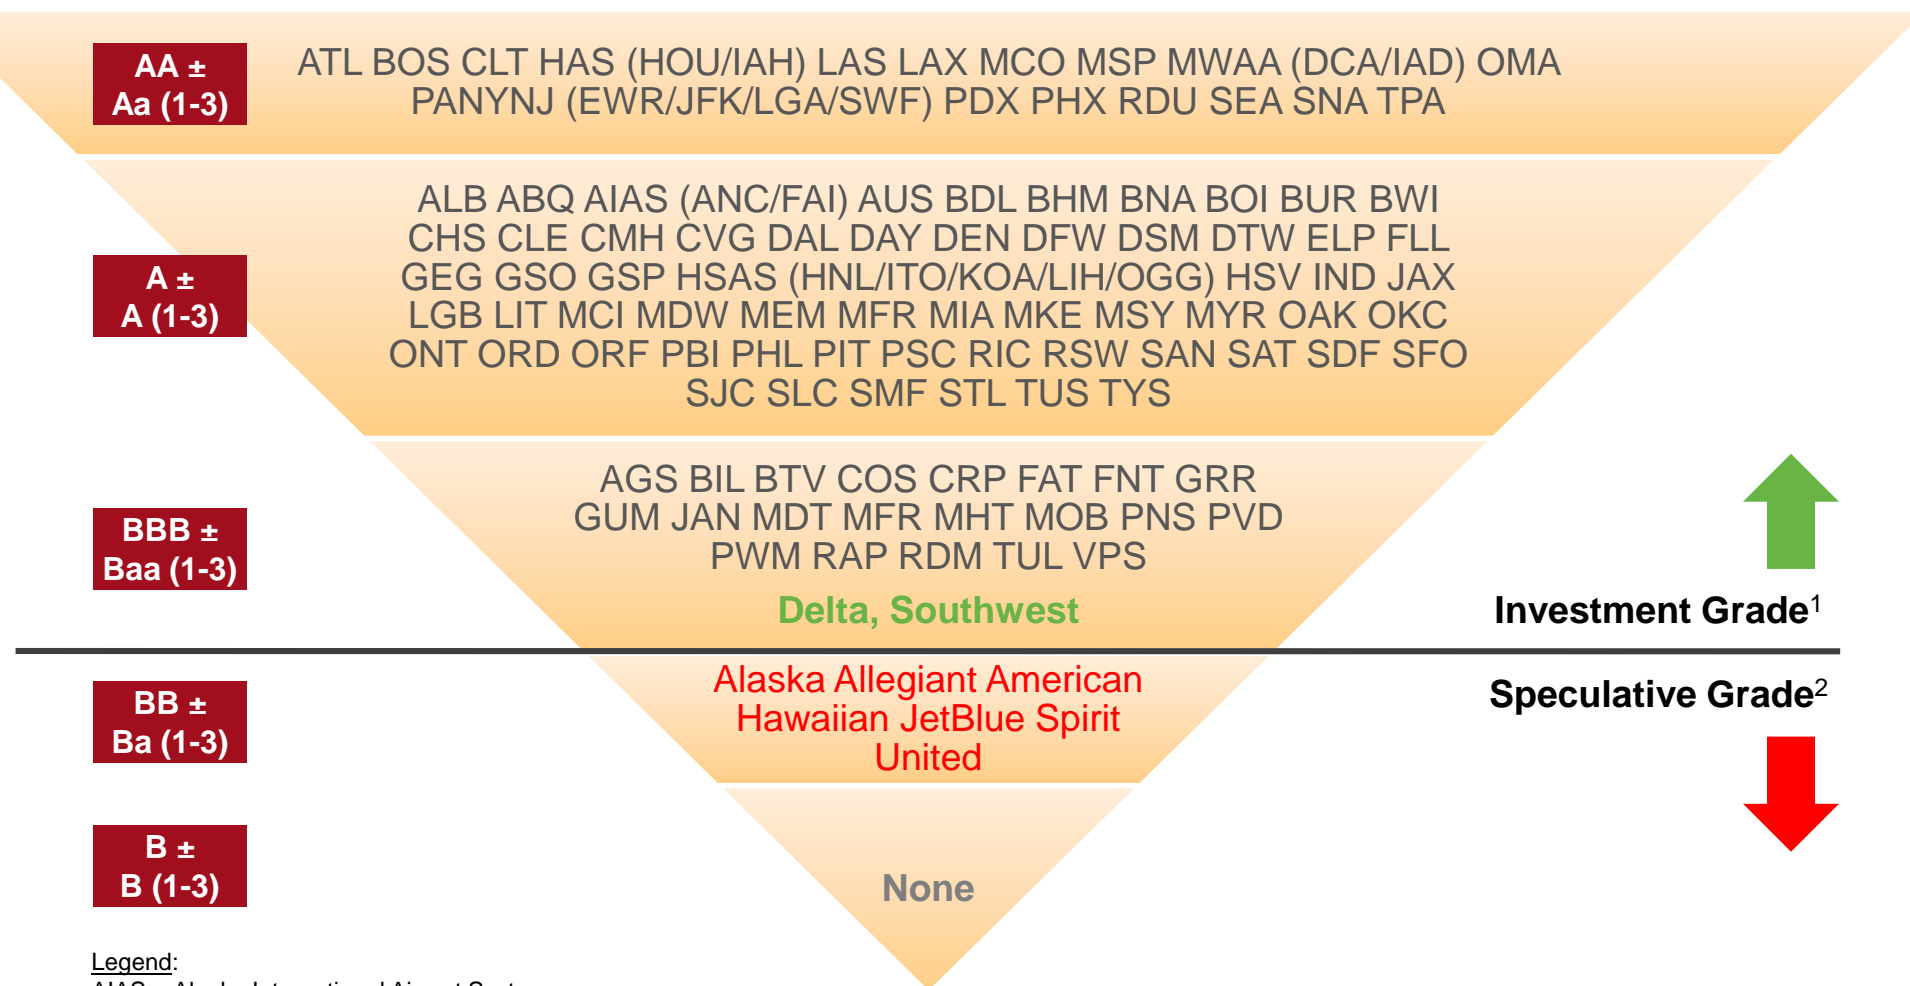 AA ±
Aa (1-3)
ATL BOS CLT HAS (HOU/IAH) LAS LAX MCO MSP MWAA (DCA/IAD) OMA
PANYNJ (EWR/JFK/LGA/SWF) PDX PHX RDU SEA SNA TPA
A ±
A (1-3)
ALB ABQ AIAS (ANC/FAI) AUS BDL BHM BNA BOI BUR BWI
CHS CLE CMH CVG DAL DAY DEN DFW DSM DTW ELP FLL
GEG GSO GSP HSAS (HNL/ITO/KOA/LIH/OGG) HSV IND JAX
LGB LIT MCI MDW MEM MFR MIA MKE MSY MYR OAK OKC
ONT ORD ORF PBI PHL PIT PSC RIC RSW SAN SAT SDF SFO
SJC SLC SMF STL TUS TYS
BBB ±
Baa (1-3)
AGS BIL BTV COS CRP FAT FNT GRR
GUM JAN MDT MFR MHT MOB PNS PVD
PWM RAP RDM TUL VPS
Delta, Southwest
Investment Grade¹
BB ±
Ba (1-3)
Alaska Allegiant American
Hawaiian JetBlue Spirit
United
Speculative Grade²
B ±
B (1-3)
None
Legend: